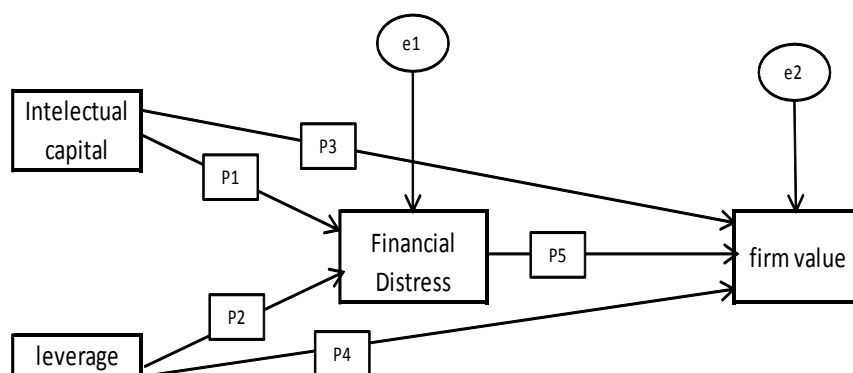 e1
e2
Intelectual
capital
P3
P1
Financial
Distress
P5
firm value
P2
leverage
P4